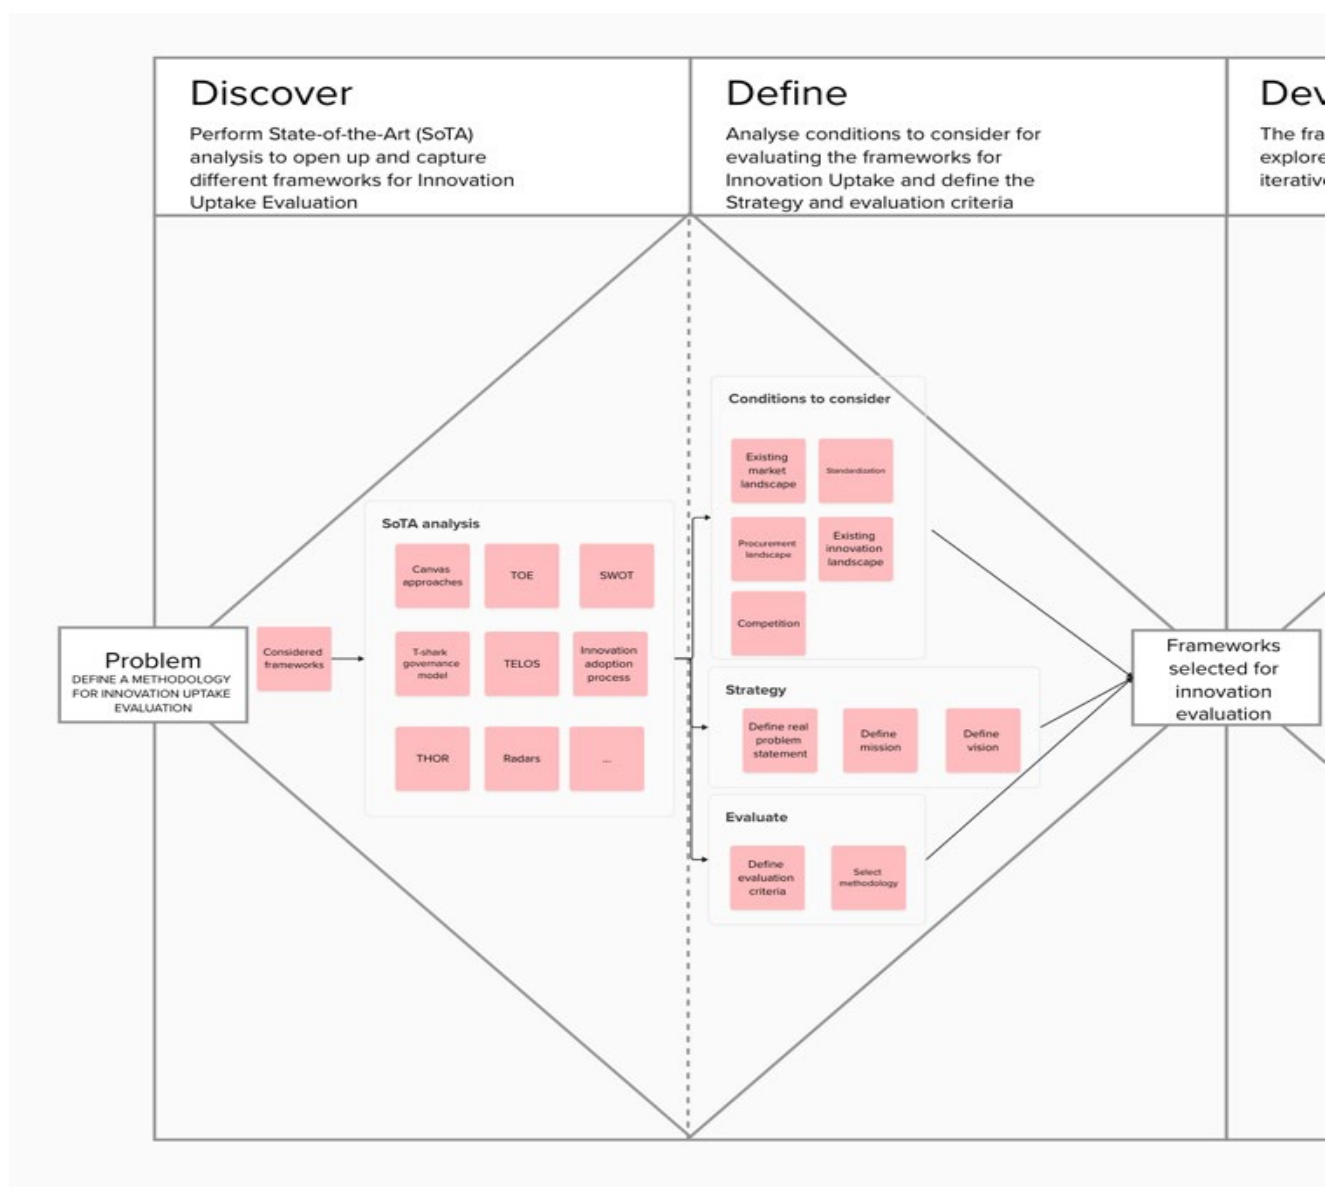 Discover
Perform State-of-the-Art (SoTA)
analysis to open up and capture
different frameworks for Innovation
Uptake Evaluation
Define
Analyse conditions to consider for
evaluating the frameworks for
Innovation Uptake and define the
Strategy and evaluation criteria
Dev
The fra
explore
iterative
Problem
DEFINE A METHODOLOGY
FOR INNOVATION UPTAKE
EVALUATION
Considered
frameworks
SoTA analysis
Canvas
approaches
TOE
SWOT
T-shark
governance
model
TELOS
Innovation
adoption
process
THOR
Radars
...
Conditions to consider
Existing
market
landscape
Standardization
Procurement
landscape
Existing
innovation
landscape
Competition
Strategy
Define real
problem
statement
Define
mission
Define
vision
Evaluate
Define
evaluation
criteria
Select
methodology
Frameworks
selected for
innovation
evaluation